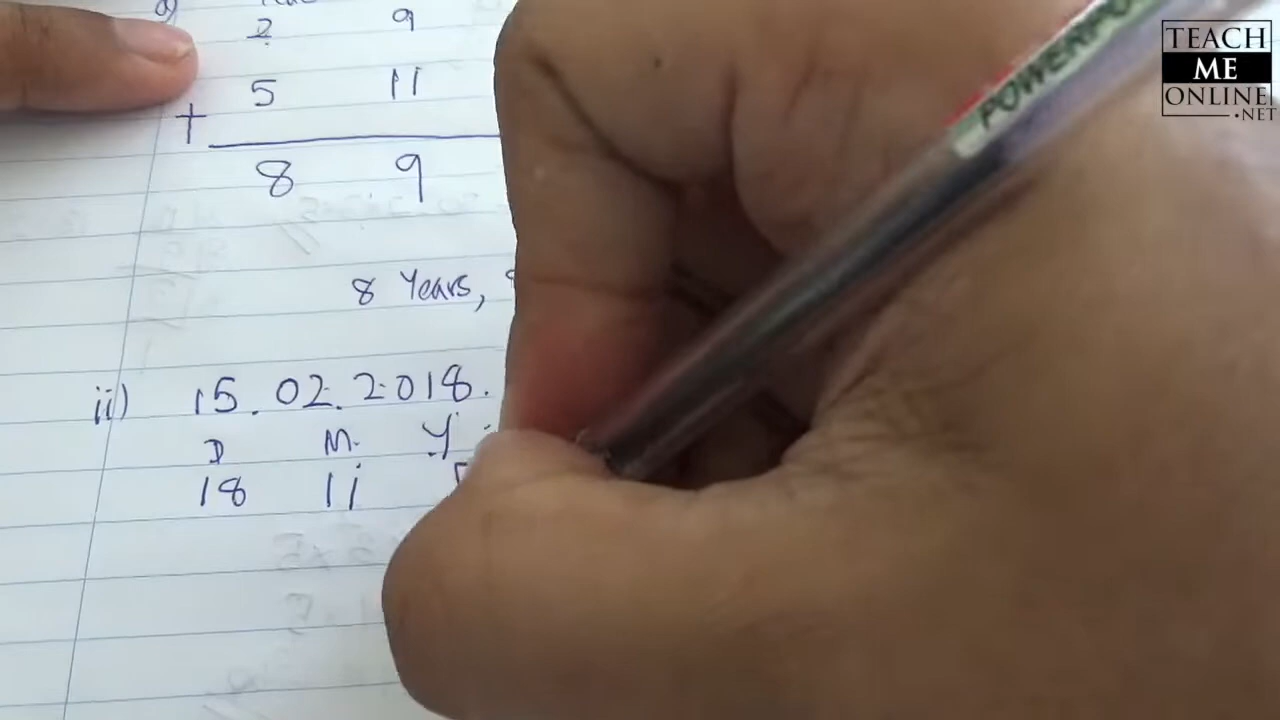 2 9
5 11
+
8 9
8 Years,
ii) 15.02.2018.
D M. Y
18 11
POWERPO
TEACH
ME
ONLINE
.NET